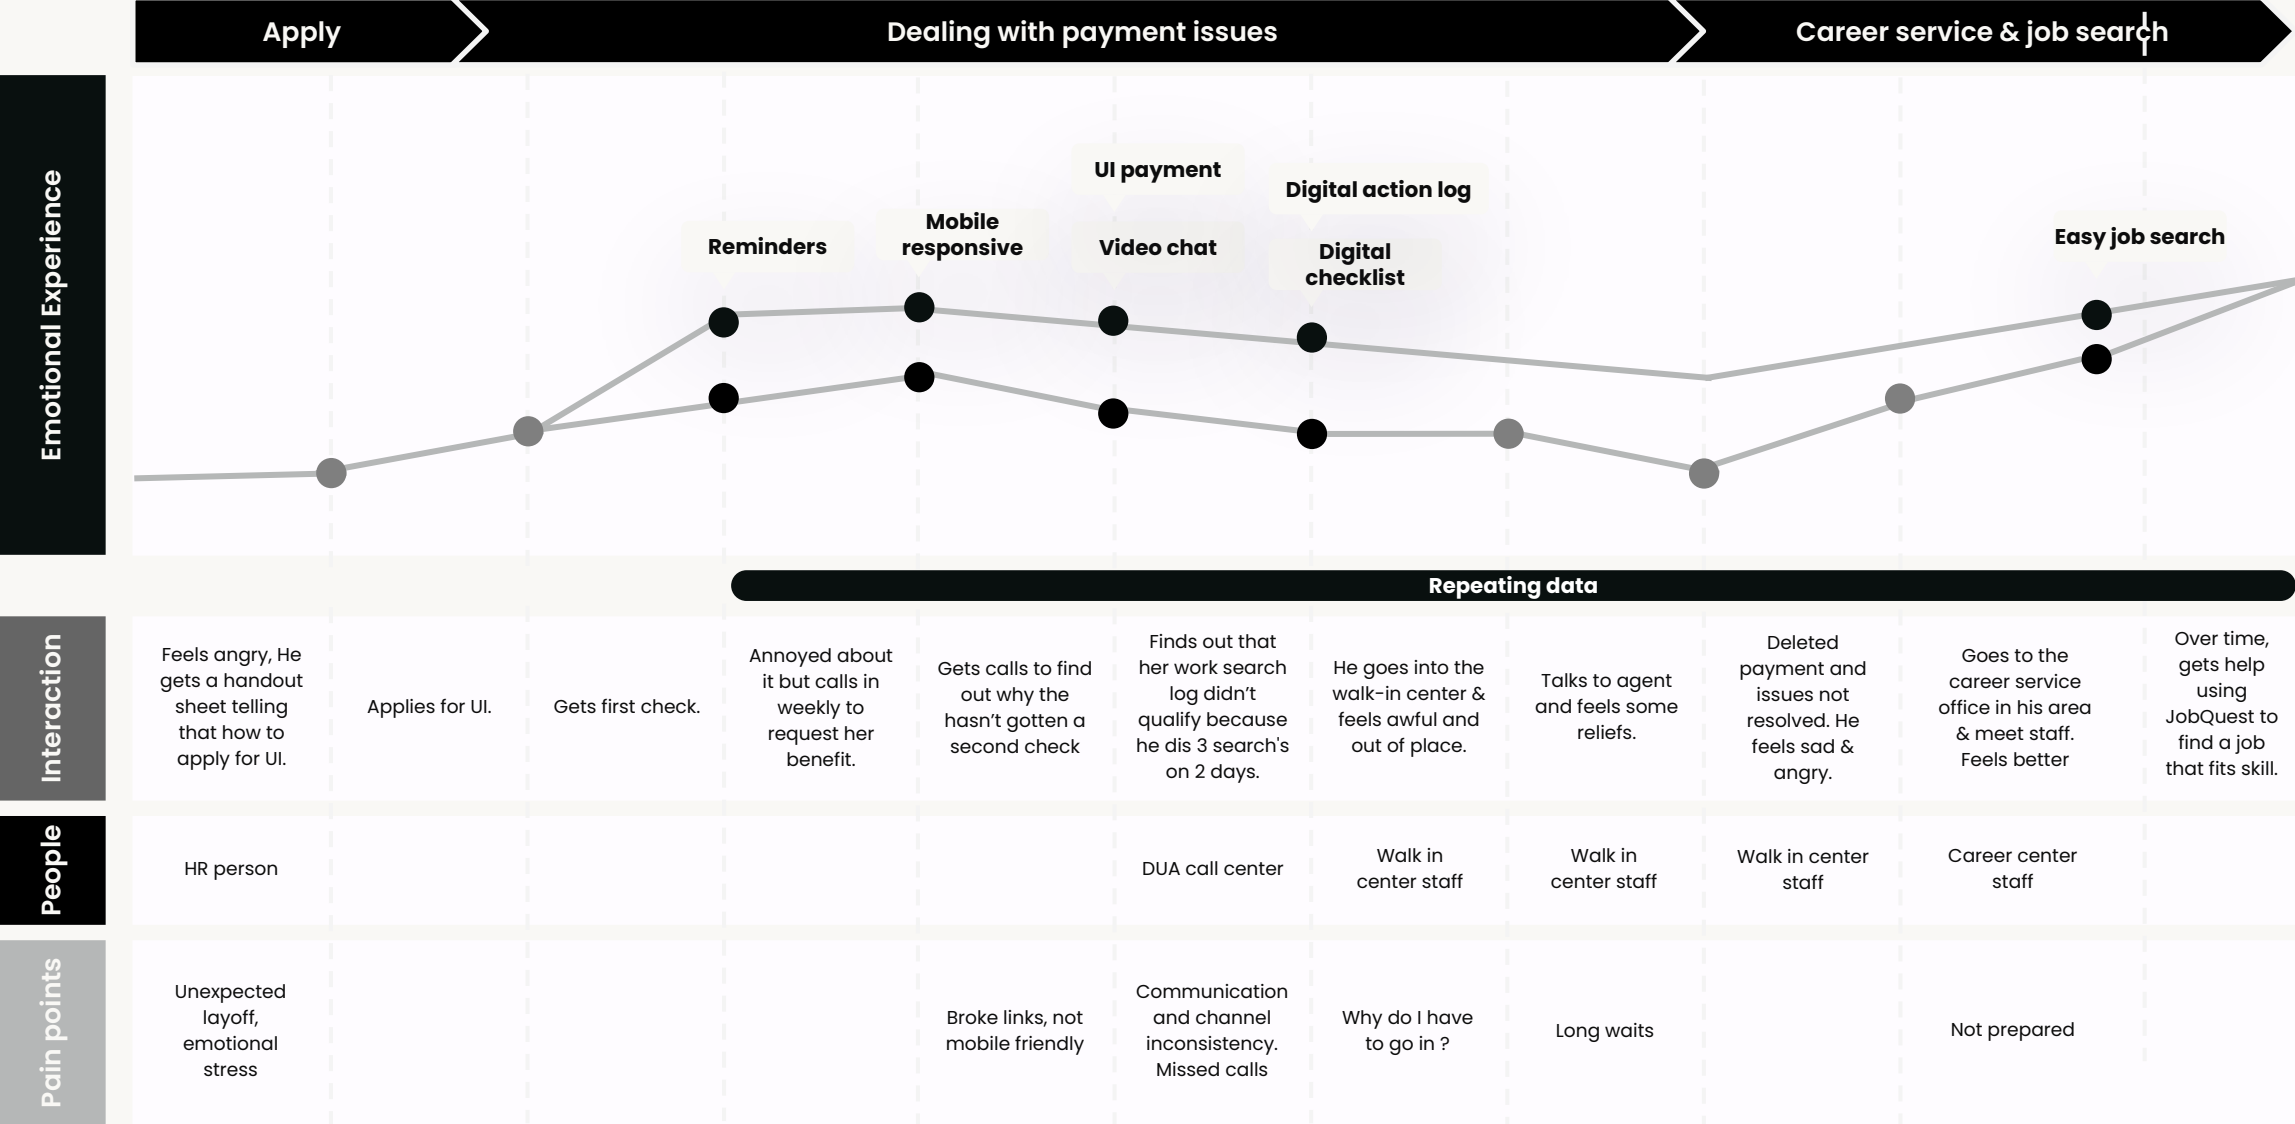 Apply
Dealing with payment issues
Career service & job search
Emotional Experience
UI payment
Digital action log
Mobile
responsive
Reminders
Video chat
Digital
checklist
Easy job search
Repeating data
Interaction
Feels angry, He
gets a handout
sheet telling
that how to
apply for UI.
Applies for UI.
Gets first check.
Annoyed about
it but calls in
weekly to
request her
benefit.
Gets calls to find
out why the
hasn’t gotten a
second check
Finds out that
her work search
log didn’t
qualify because
he dis 3 search's
on 2 days.
He goes into the
walk-in center &
feels awful and
out of place.
Talks to agent
and feels some
reliefs.
Deleted
payment and
issues not
resolved. He
feels sad &
angry.
Goes to the
career service
office in his area
& meet staff.
Feels better
Over time,
gets help
using
JobQuest to
find a job
that fits skill.
People
HR person
DUA call center
Walk in
center staff
Walk in
center staff
Walk in center
staff
Career center
staff
Pain points
Unexpected
layoff,
emotional
stress
Broke links, not
mobile friendly
Communication
and channel
inconsistency.
Missed calls
Why do I have
to go in ?
Long waits
Not prepared